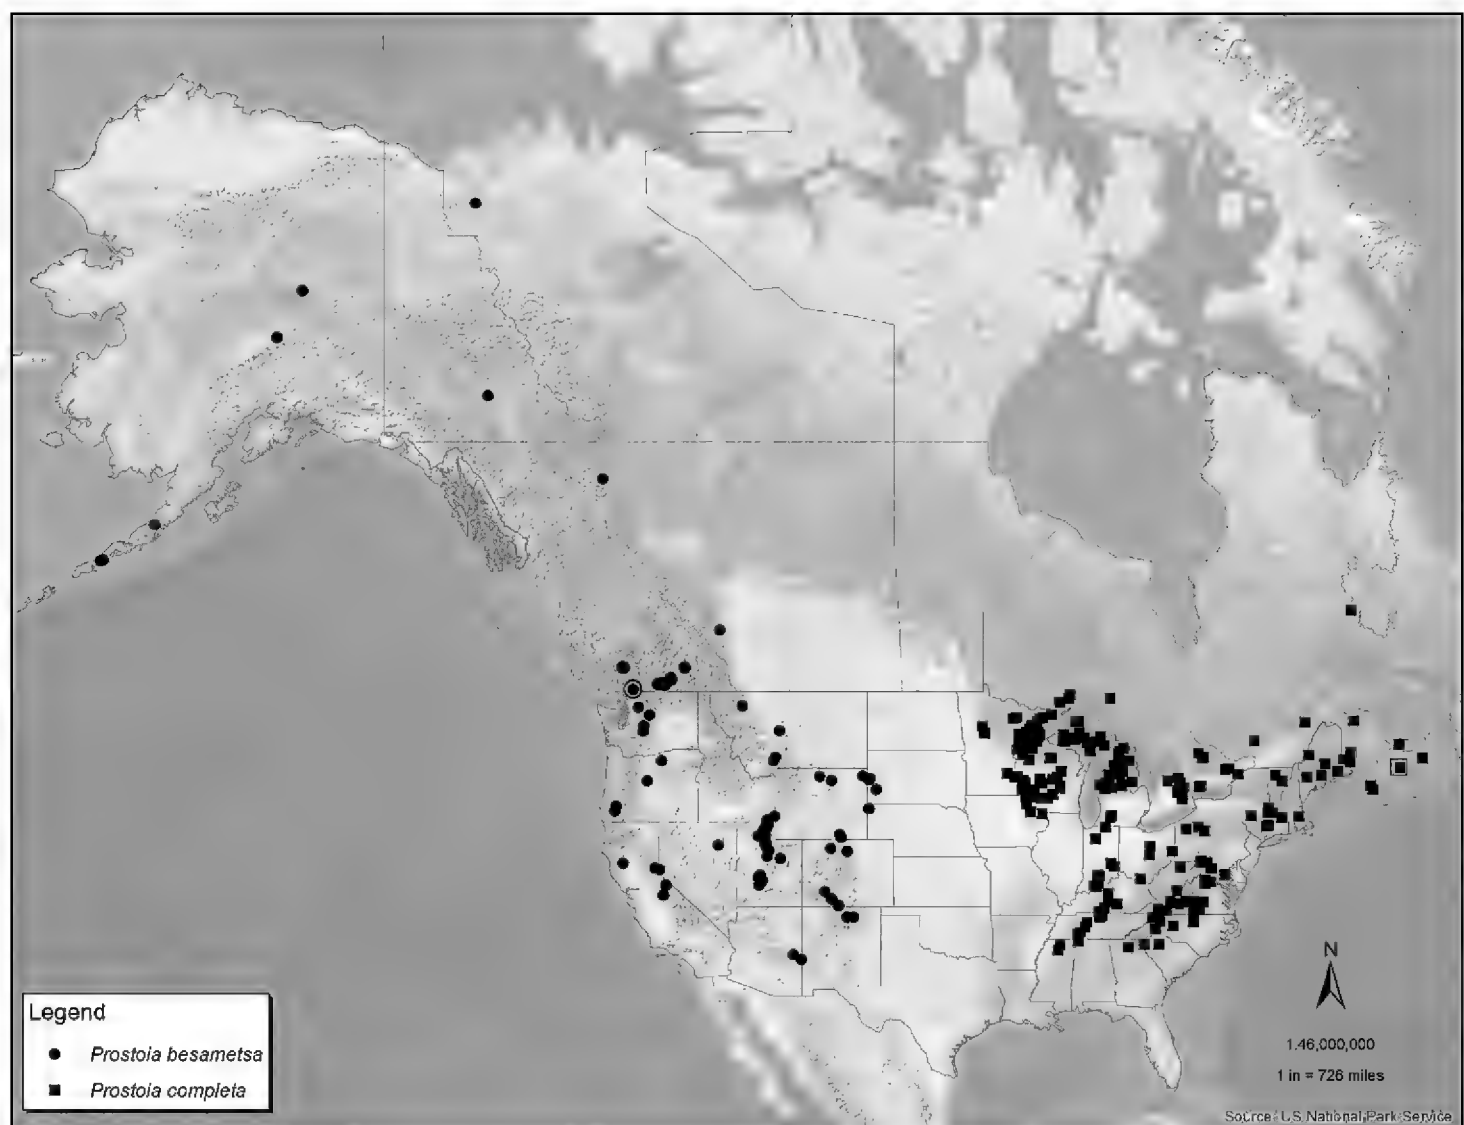 Legend
Prostoia besametsa
Prostoia completa
N
1:46,000,000
1 in = 726 miles
Source: US National Park Service